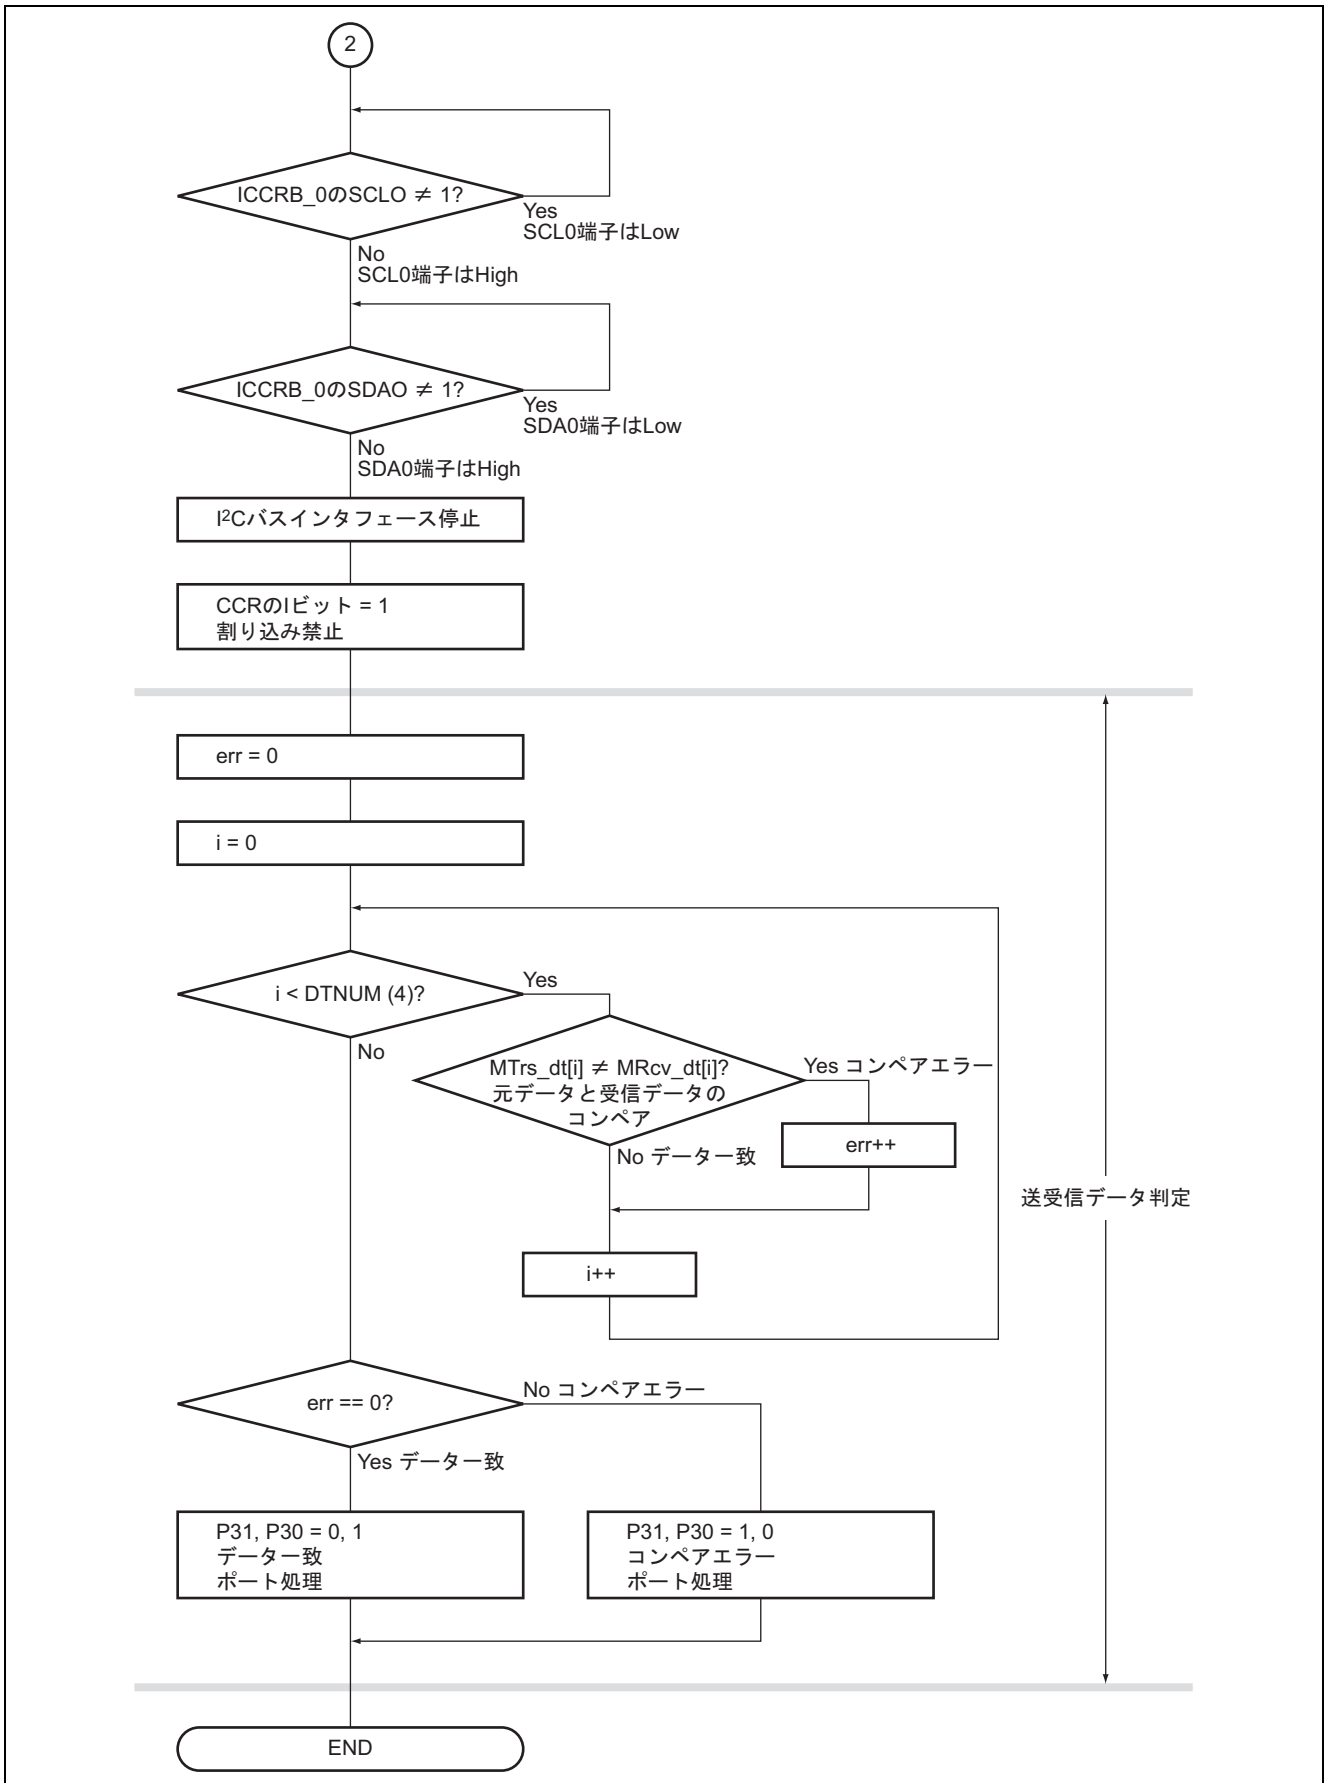 2
ICCRB_0のSCLO ≠ 1?
Yes
SCL0端子はLow
No
SCL0端子はHigh
ICCRB_0のSDAO ≠ 1?
Yes
SDA0端子はLow
No
SDA0端子はHigh
I²Cバスインタフェース停止
CCRのIビット = 1
割り込み禁止
err = 0
i = 0
i < DTNUM (4)?
Yes
No
MTrs_dt[i] ≠ MRcv_dt[i]?
元データと受信データの
コンペア
Yes コンペアエラー
err++
No データ一致
送受信データ判定
i++
err == 0?
No コンペアエラー
Yes データ一致
P31, P30 = 0, 1
データ一致
ポート処理
P31, P30 = 1, 0
コンペアエラー
ポート処理
END